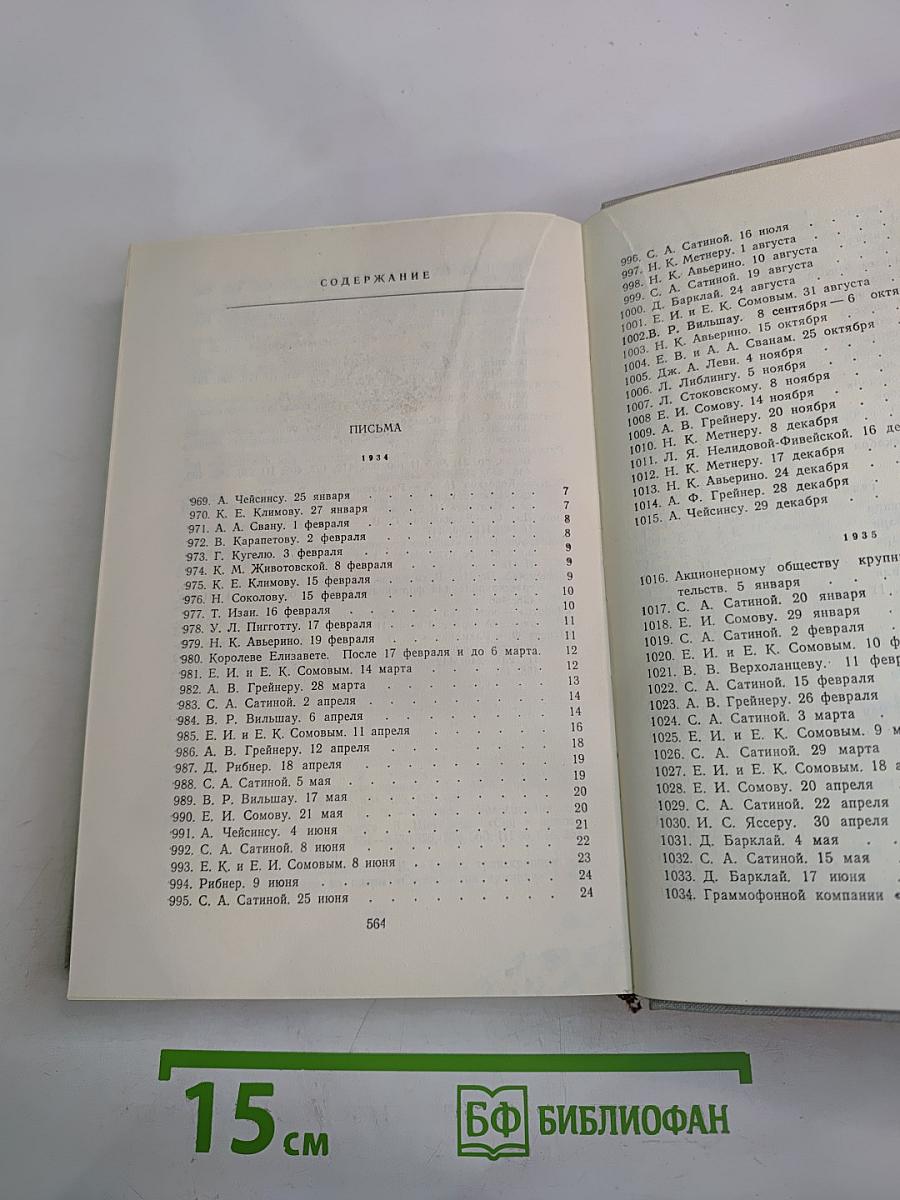 СОДЕРЖАНИЕ
ПИСЬМА
1934
969. А. Чейсинсу. 25 января . . . . . . . . . 7
970. К. Е. Климову. 27 января . . . . . . . . 7
971. А. А. Свану. 1 февраля . . . . . . . . . 8
972. В. Карапетову. 2 февраля . . . . . . . . 8
973. Г. Кугелю. 3 февраля . . . . . . . . . 9
974. К. М. Животовской. 8 февраля . . . . . . . 9
975. К. Е. Климову. 15 февраля . . . . . . . . 9
976. Н. Соколову. 15 февраля . . . . . . . . 10
977. Т. Изаи. 16 февраля . . . . . . . . . 10
978. У. Л. Пигготту. 17 февраля . . . . . . . . 11
979. Н. К. Авьерино. 19 февраля . . . . . . . . 11
980. Королеве Елизавете. После 17 февраля и до 6 марта. 12
981. Е. И. и Е. К. Сомовым. 14 марта . . . . . . 12
982. А. В. Грейнеру. 28 марта . . . . . . . . 13
983. С. А. Сатиной. 2 апреля . . . . . . . . . 14
984. В. Р. Вильшау. 6 апреля . . . . . . . . 14
985. Е. И. и Е. К. Сомовым. 11 апреля . . . . . . 16
986. А. В. Грейнеру. 12 апреля . . . . . . . . 18
987. Д. Рибнер. 18 апреля . . . . . . . . . 19
988. С. А. Сатиной. 5 мая . . . . . . . . . 19
989. В. Р. Вильшау. 17 мая . . . . . . . . . 20
990. Е. И. Сомову. 21 мая . . . . . . . . . 20
991. А. Чейсинсу. 4 июня . . . . . . . . . 21
992. С. А. Сатиной. 8 июня . . . . . . . . . 22
993. Е. К. и Е. И. Сомовым. 8 июня . . . . . . . 23
994. Рибнер. 9 июня . . . . . . . . . . 24
995. С. А. Сатиной. 25 июня . . . . . . . . . 24
564
996. С. А. Сатиной. 16 июля . . . .
997. Н. К. Метнеру. 1 августа . . . .
998. Н. К. Авьерино. 10 августа . . .
999. С. А. Сатиной. 19 августа . . .
1000. Д. Барклай. 24 августа . . . .
1001. Е. И. и Е. К. Сомовым. 31 августа .
1002.В. Р. Вильшау. 8 сентября — 6
1003. Н. К. Авьерино. 15 октября . . .
1004. Е. В. и А. А. Сванам. 25 октября
1005. Дж. А. Леви. 4 ноября . . .
1006. Л. Либлингу. 5 ноября . . .
1007. Л. Стоковскому. 8 ноября . .
1008 Е. И. Сомову. 14 ноября . . .
1009. А. В. Грейнеру. 20 ноября . .
1010. Н. К. Метнеру. 8 декабря . .
1011. Л. Я. Нелидовой-Фивейской. 16
1012. Н. К. Метнеру. 17 декабря . .
1013. Н. К. Авьерино. 24 декабря . .
1014. А. Ф. Грейнер. 28 декабря . .
1015. А. Чейсинсу. 29 декабря . .
1935
1016. Акционерному обществу
тельств. 5 января . . .
1017. С. А. Сатиной. 20 января .
1018. Е. И. Сомову. 29 января .
1019. С. А. Сатиной. 2 февраля .
1020. Е. И. и Е. К. Сомовым. 10
1021. В. В. Верхоланцеву. 11
1022. С. А. Сатиной. 15 февраля
1023. А. В. Грейнеру. 26 февраля
1024. С. А. Сатиной. 3 марта .
1025. Е. И. и Е. К. Сомовым. 9
1026. С. А. Сатиной. 29 марта
1027. Е. И. и Е. К. Сомовым. 18
1028. Е. И. Сомову. 20 апреля .
1029. С. А. Сатиной. 22 апреля
1030. И. С. Яссеру. 30 апреля
1031. Д. Барклай. 4 мая . .
1032. С. А. Сатиной. 15 мая .
1033. Д. Барклай. 17 июня .
1034. Граммофонной компании «
15 см
БФ БИБЛИОФАН